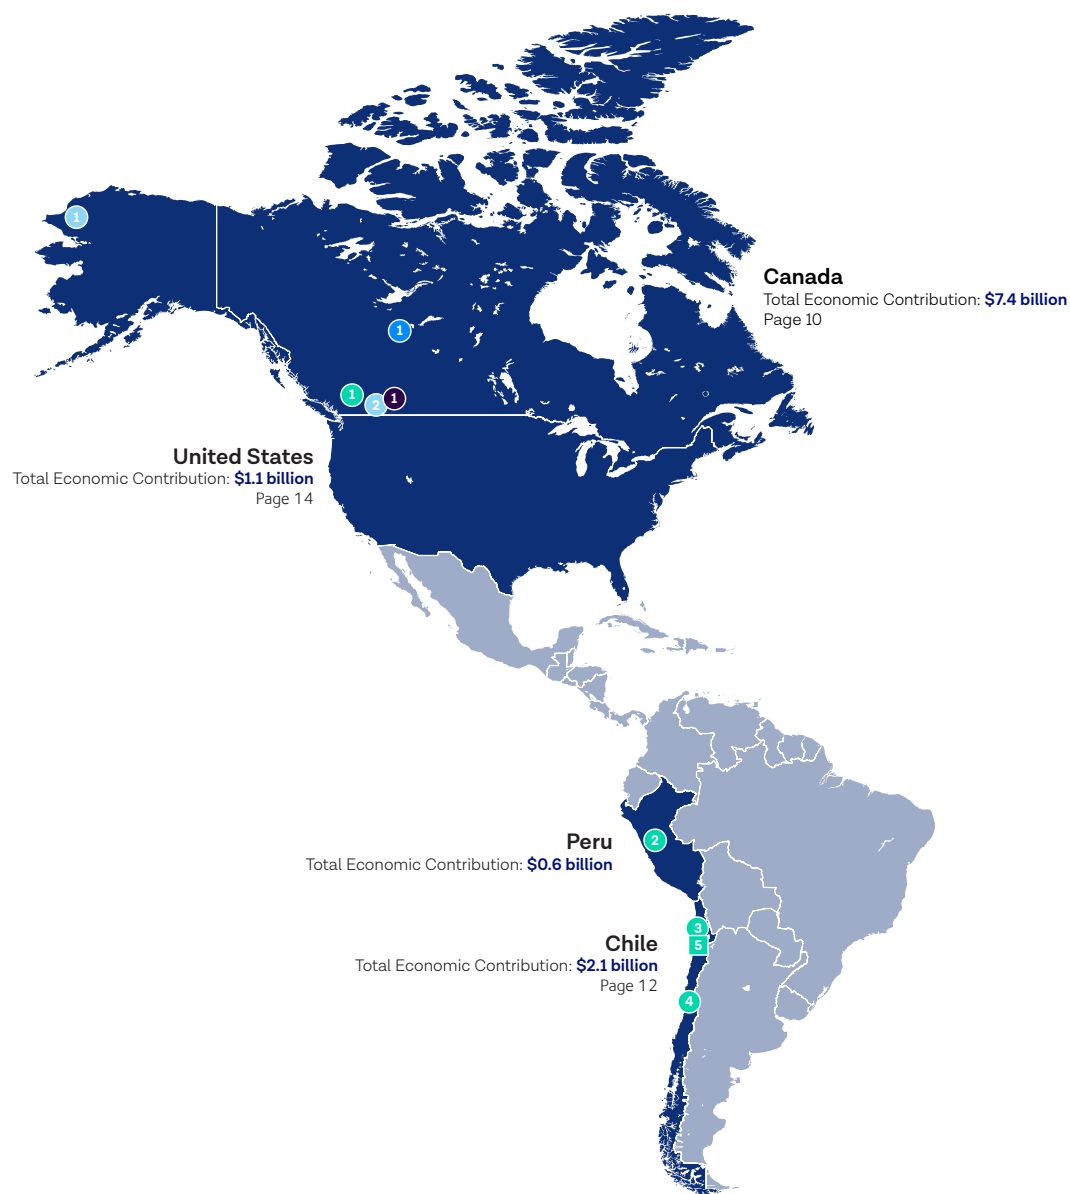 1
Canada
Total Economic Contribution: $7.4 billion
Page 10
1
1
2
1
United States
Total Economic Contribution: $1.1 billion
Page 14
Peru
Total Economic Contribution: $0.6 billion
2
3
Chile
5
Total Economic Contribution: $2.1 billion
Page 12
4